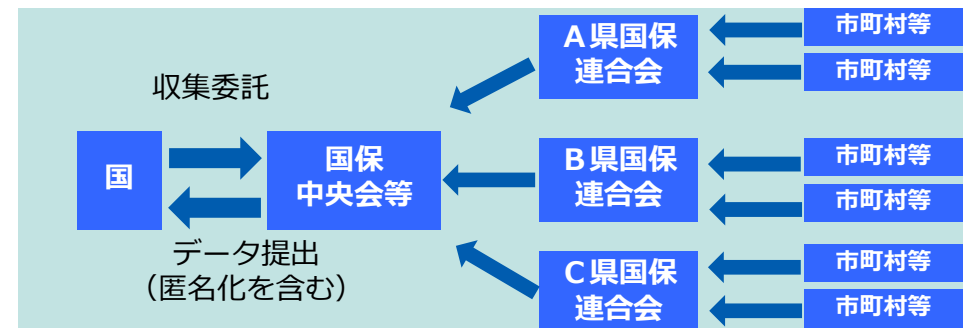 収集委託
国
国保
中央会等
データ提出
(匿名化を含む)
A県国保
連合会
市町村等
市町村等
B県国保
連合会
市町村等
市町村等
C県国保
連合会
市町村等
市町村等